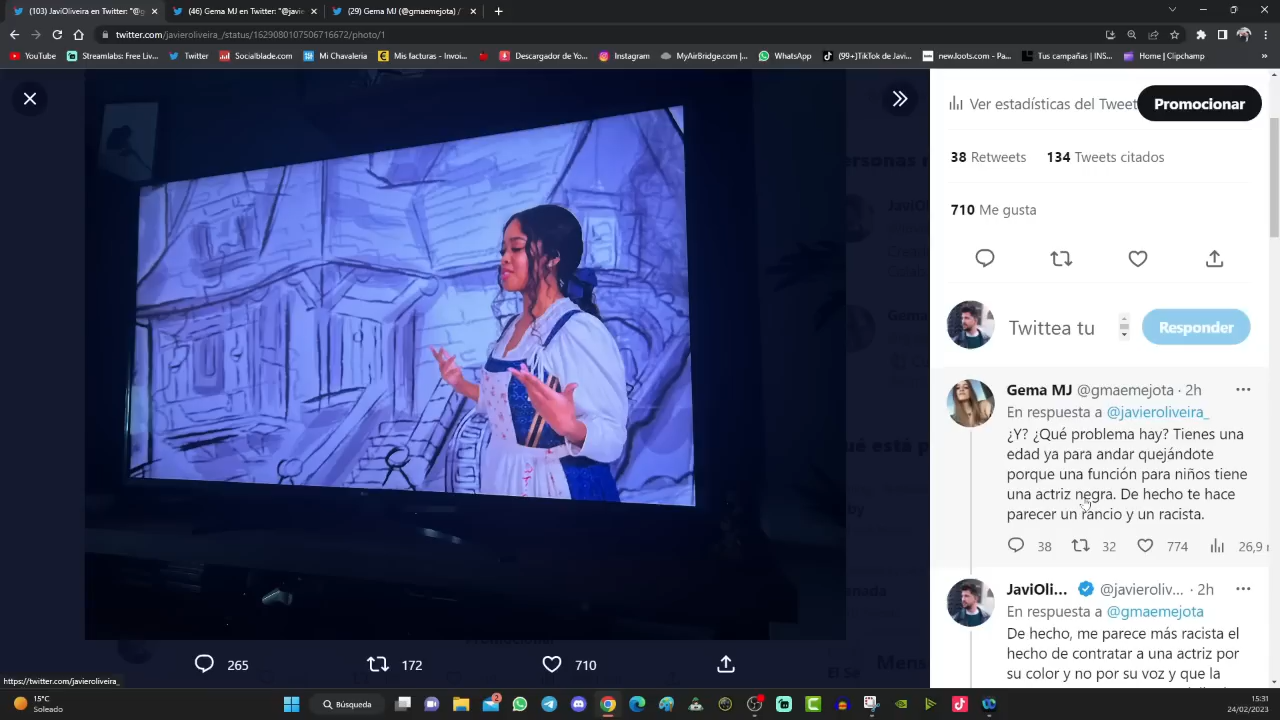 (103) JaviOliveira en Twitter: "@g
(46) Gema MJ en Twitter: "@javie
(29) Gema MJ (@gmaemejota) /
twitter.com/javieroliveira_/status/1629080107506716672/photo/1
YouTube
Streamlabs: Free Liv...
Twitter
Socialblade.com
Mi Chavaleria
Mis facturas - Invoi...
Descargador de Yo...
Instagram
MyAirBridge.com |...
WhatsApp
(99+)TikTok de Javi...
new.loots.com - Pa...
Tus campañas | INS...
Home | Clipchamp
Ver estadísticas del Tweet
Promocionar
38 Retweets 134 Tweets citados
710 Me gusta
Twittea tu
Responder
Gema MJ @gmaemejota · 2h
En respuesta a @javieroliveira_
¿Y? ¿Qué problema hay? Tienes una
edad ya para andar quejándote
porque una función para niños tiene
una actriz negra. De hecho te hace
parecer un rancio y un racista.
38 32 774 26,9
JaviOli... @javieroliv... · 2h
En respuesta a @gmaemejota
De hecho, me parece más racista el
hecho de contratar a una actriz por
su color y no por su voz y que la
265 172 710
https://twitter.com/javieroliveira_
15°C
Soleado
Búsqueda
15:31
24/02/2023